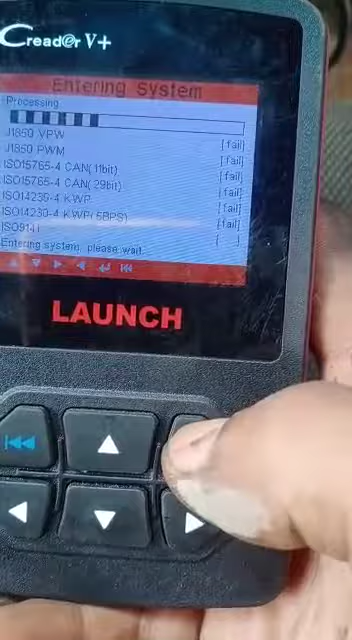 Creader V+
Entering System
Processing
J1850 VPW [fail]
J1850 PWM [fail]
ISO15765-4 CAN(11bit) [fail]
ISO15765-4 CAN(29bit) [fail]
ISO14230-4 KWP [fail]
ISO14230-4 KWP(5BPS) [fail]
ISO9141 [ ]
Entering system, please wait.
LAUNCH